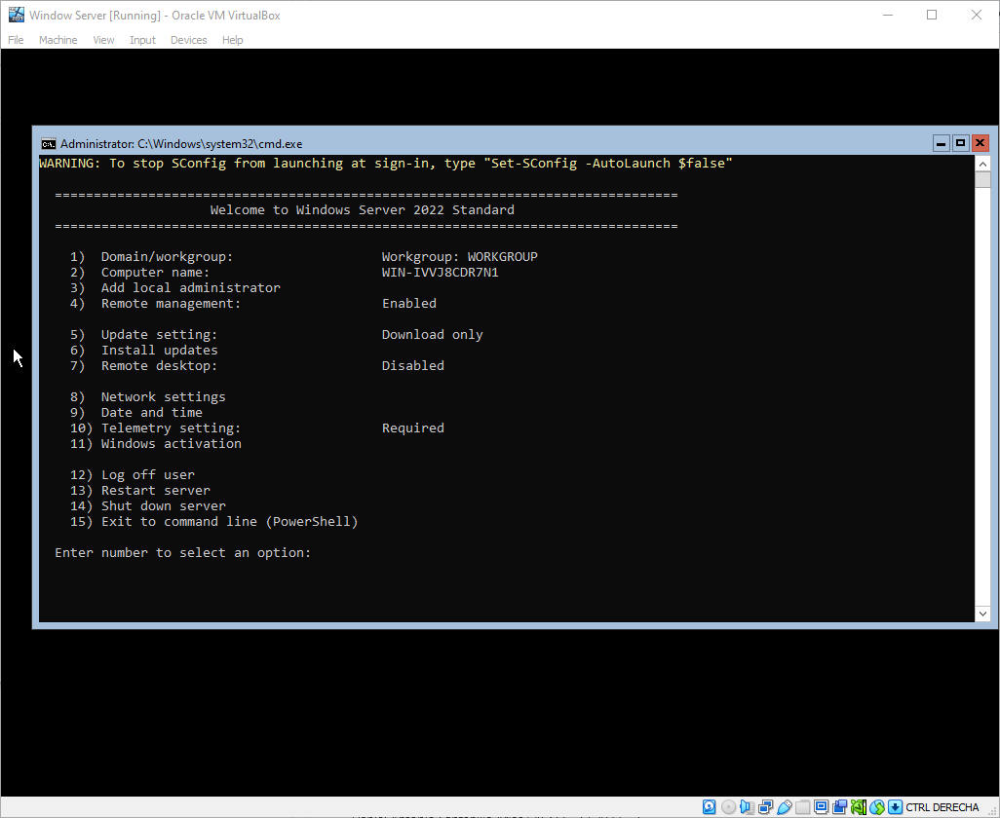 Window Server [Running] - Oracle VM VirtualBox
File Machine View Input Devices Help
Administrator: C:\Windows\system32\cmd.exe
WARNING: To stop SConfig from launching at sign-in, type "Set-SConfig -AutoLaunch $false"
================================================================================
Welcome to Windows Server 2022 Standard
================================================================================
1) Domain/workgroup: Workgroup: WORKGROUP
2) Computer name: WIN-IVVJ8CDR7N1
3) Add local administrator
4) Remote management: Enabled
5) Update setting: Download only
6) Install updates
7) Remote desktop: Disabled
8) Network settings
9) Date and time
10) Telemetry setting: Required
11) Windows activation
12) Log off user
13) Restart server
14) Shut down server
15) Exit to command line (PowerShell)
Enter number to select an option:
CTRL DERECHA